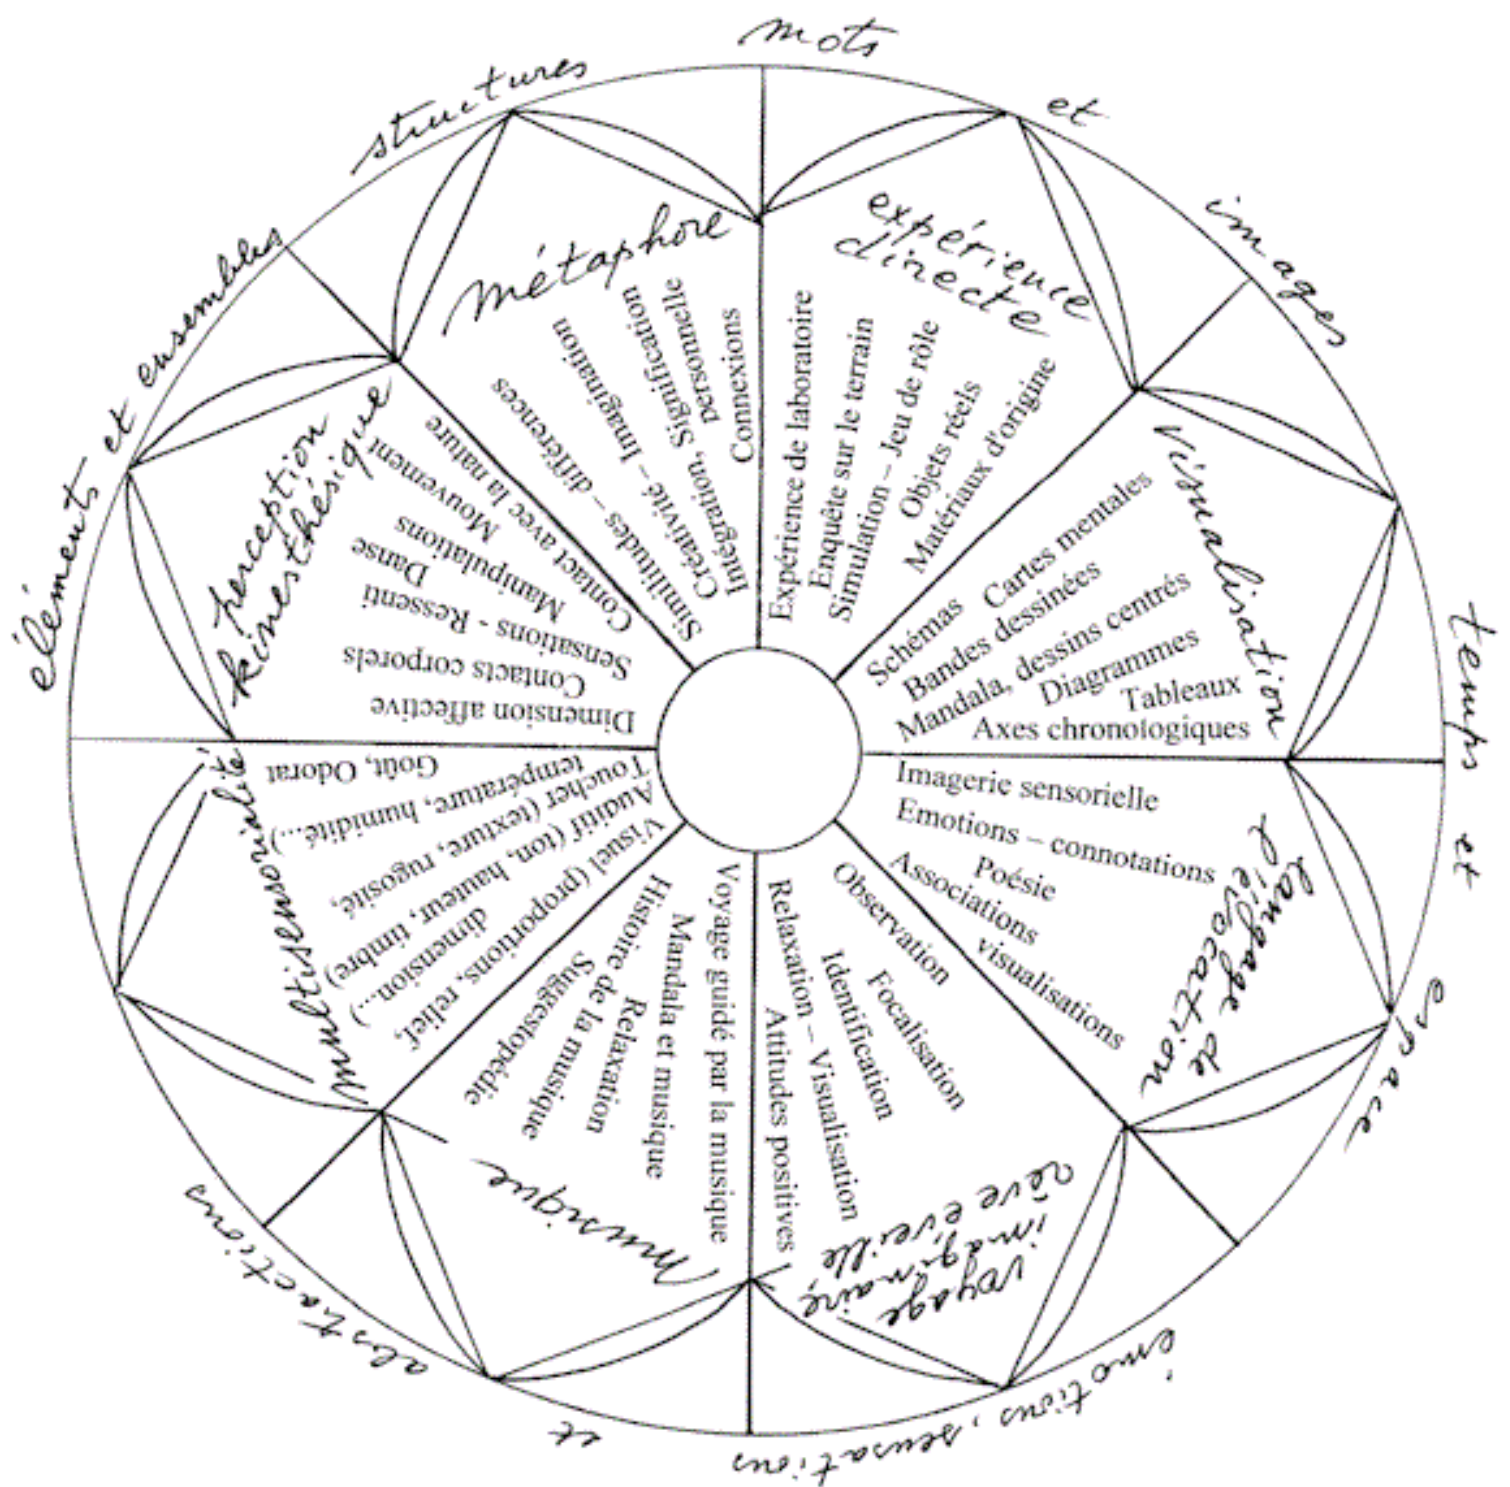 mots
et
images
temps et
espace
émotions, sensations
et
abstractions
éléments et ensembles
structures
expérience
directe
Expérience de laboratoire
Enquête sur le terrain
Simulation – Jeu de rôle
Objets réels
Matériaux d'origine
visualisation
Schémas
Cartes mentales
Bandes dessinées
Mandala, dessins centrés
Diagrammes
Tableaux
Axes chronologiques
langage de
l'évocation
Imagerie sensorielle
Emotions – connotations
Poésie
Associations
visualisations
voyage
imaginaire,
rêve eveillé
Observation
Focalisation
Identification
Relaxation – Visualisation
Attitudes positives
musique
Voyage guidé par la musique
Mandala et musique
Histoire de la musique
Relaxation
Suggestopédie
multisensorialité
Visuel (proportions, relief,
dimension...)
Auditif (ton, hauteur, timbre)
Toucher (texture, rugosité,
température, humidité...)
Goût, Odorat
perception
kinesthésique
Dimension affective
Contacts corporels
Sensations - Ressenti
Danse
Manipulations
Mouvement
Contact avec la nature
métaphore
Similitudes – différences
Créativité – Imagination
Intégration, Signification
personnelle
Connexions